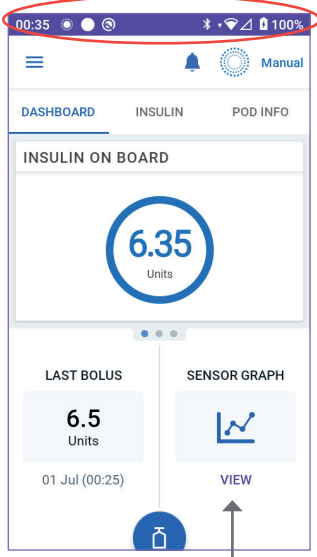 00:35 100%
Manual
DASHBOARD INSULIN POD INFO
INSULIN ON BOARD
6.35
Units
LAST BOLUS SENSOR GRAPH
6.5
Units
01 Jul (00:25) VIEW